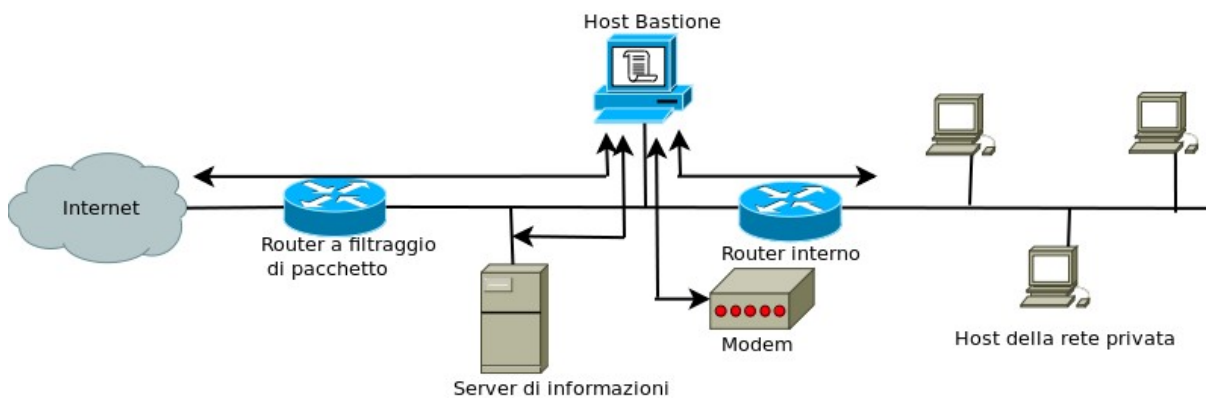 Host Bastione
Internet
Router a filtraggio
di pacchetto
Router interno
Modem
Server di informazioni
Host della rete privata